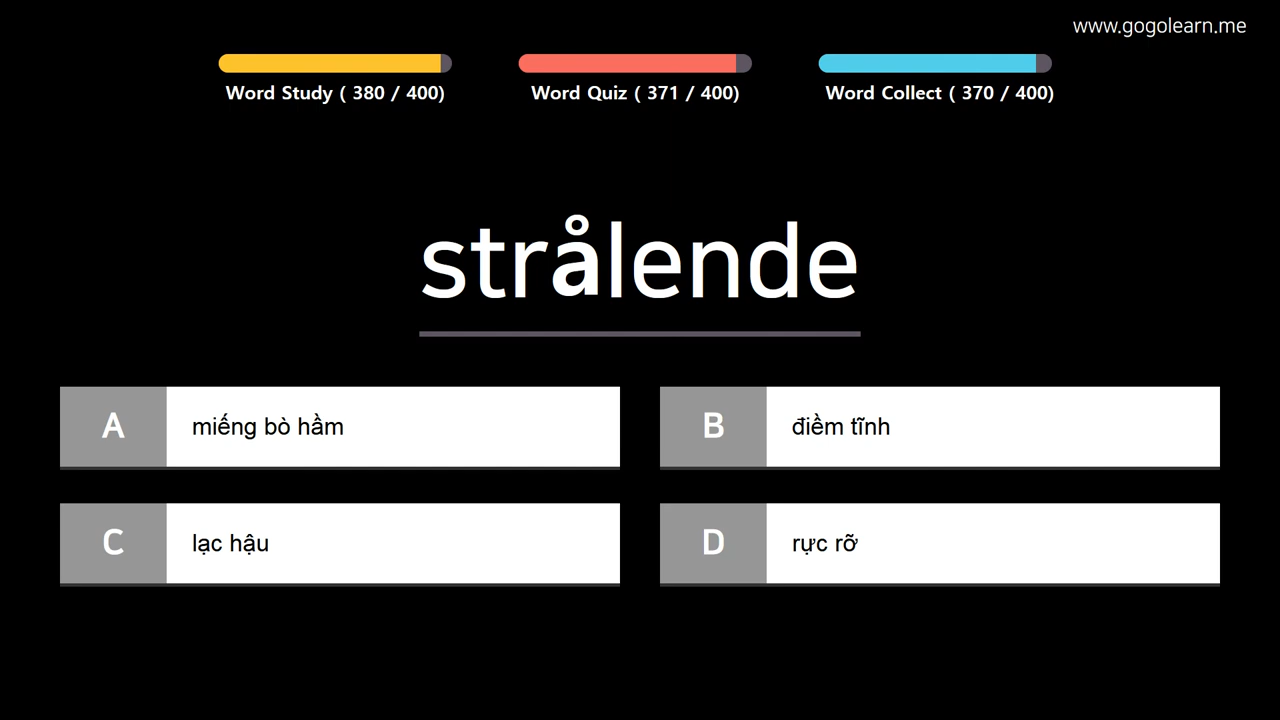 www.gogolearn.me
Word Study ( 380 / 400)
Word Quiz ( 371 / 400)
Word Collect ( 370 / 400)
strålende
A miếng bò hầm
B điềm tĩnh
C lạc hậu
D rực rỡ